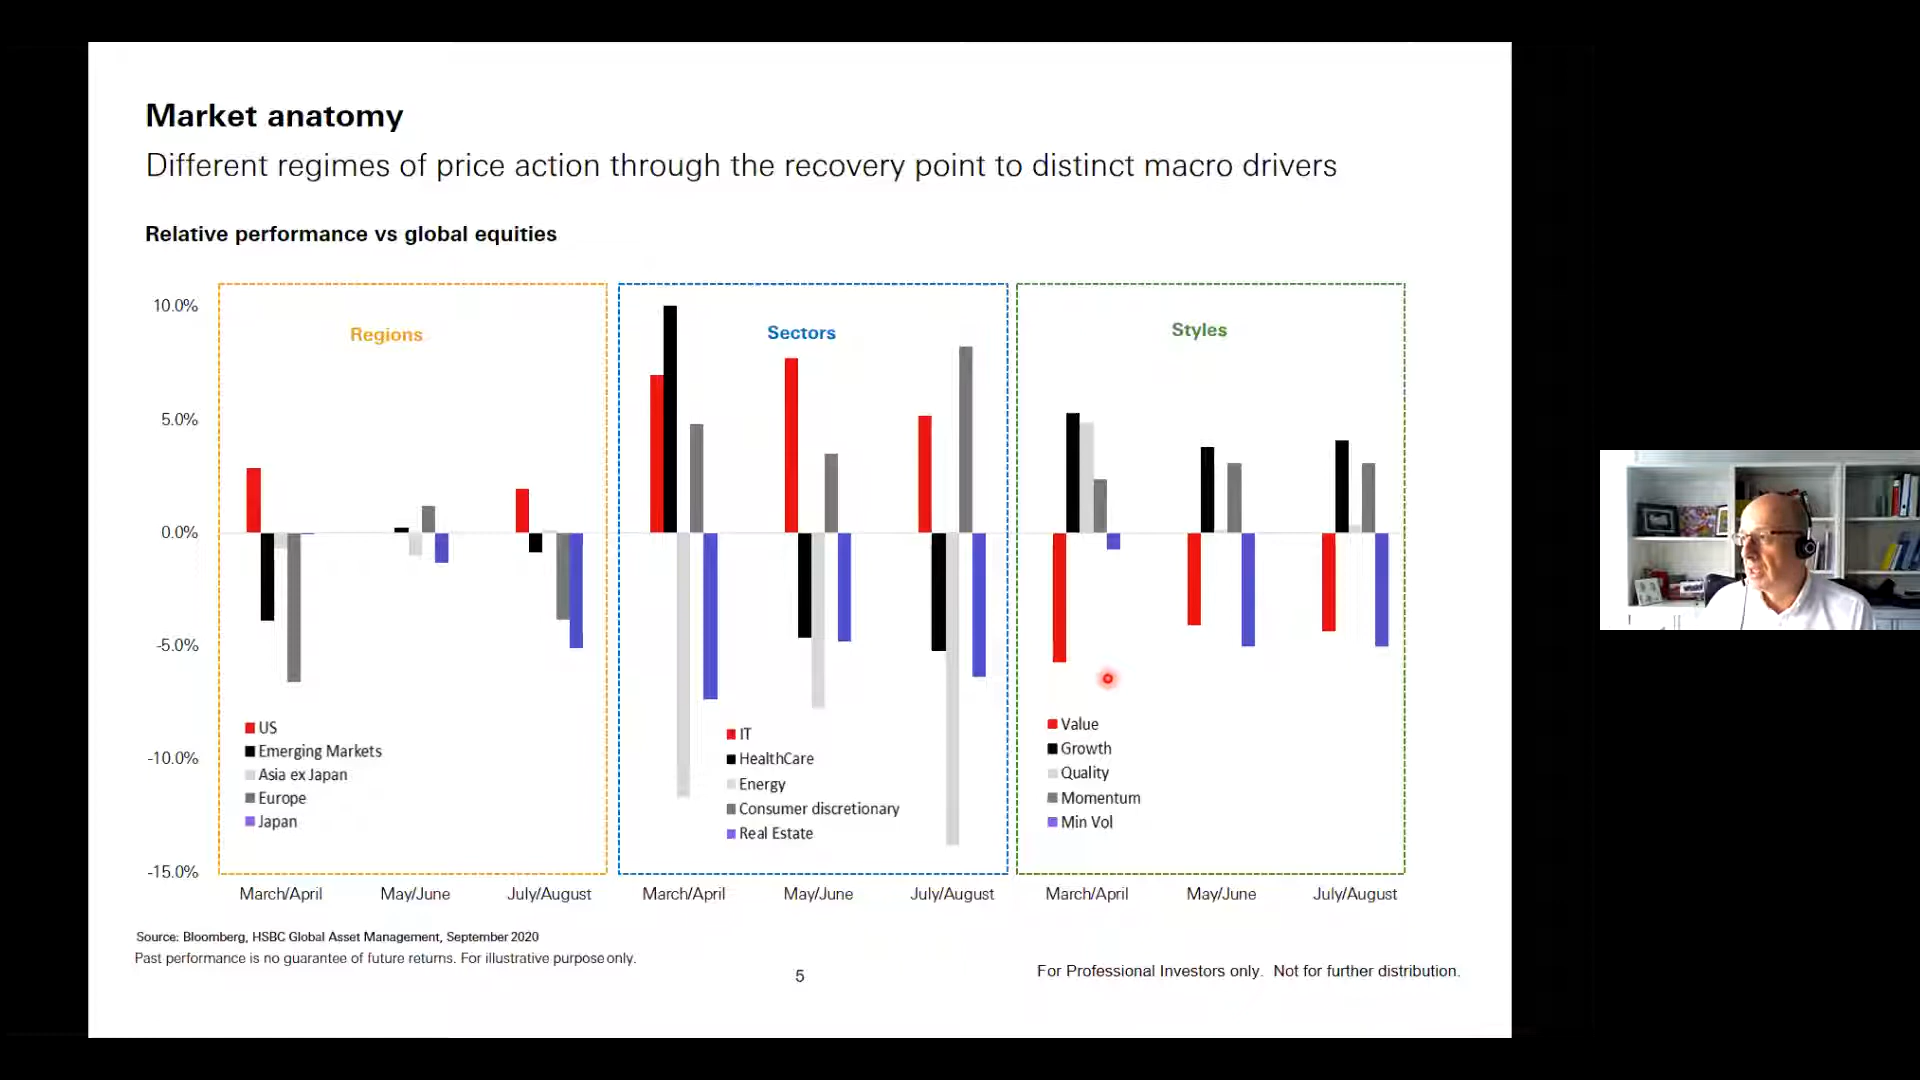 Market anatomy
Different regimes of price action through the recovery point to distinct macro drivers
Relative performance vs global equities
10.0%
5.0%
0.0%
-5.0%
-10.0%
-15.0%
Regions
US
Emerging Markets
Asia ex Japan
Europe
Japan
March/April
May/June
July/August
Sectors
IT
HealthCare
Energy
Consumer discretionary
Real Estate
March/April
May/June
July/August
Styles
Value
Growth
Quality
Momentum
Min Vol
March/April
May/June
July/August
Source: Bloomberg, HSBC Global Asset Management, September 2020
Past performance is no guarantee of future returns. For illustrative purpose only.
5
For Professional Investors only. Not for further distribution.